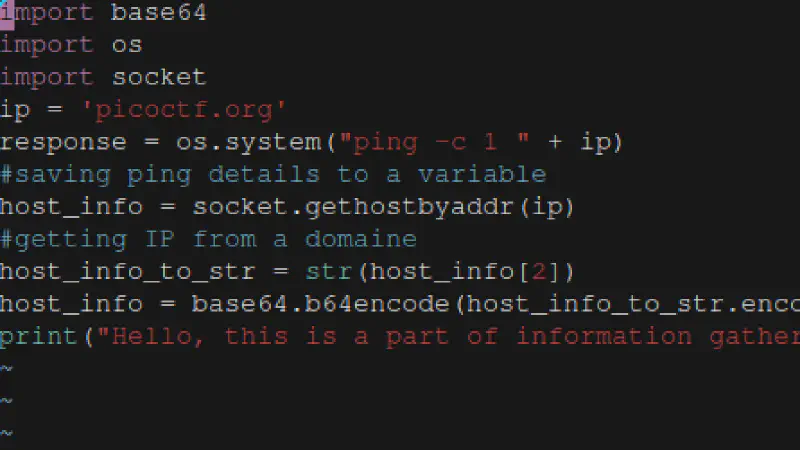 import base64
import os
import socket
ip = 'picoctf.org'
response = os.system("ping -c 1 " + ip)
#saving ping details to a variable
host_info = socket.gethostbyaddr(ip)
#getting IP from a domaine
host_info_to_str = str(host_info[2])
host_info = base64.b64encode(host_info_to_str.enco
print("Hello, this is a part of information gather
~
~
~